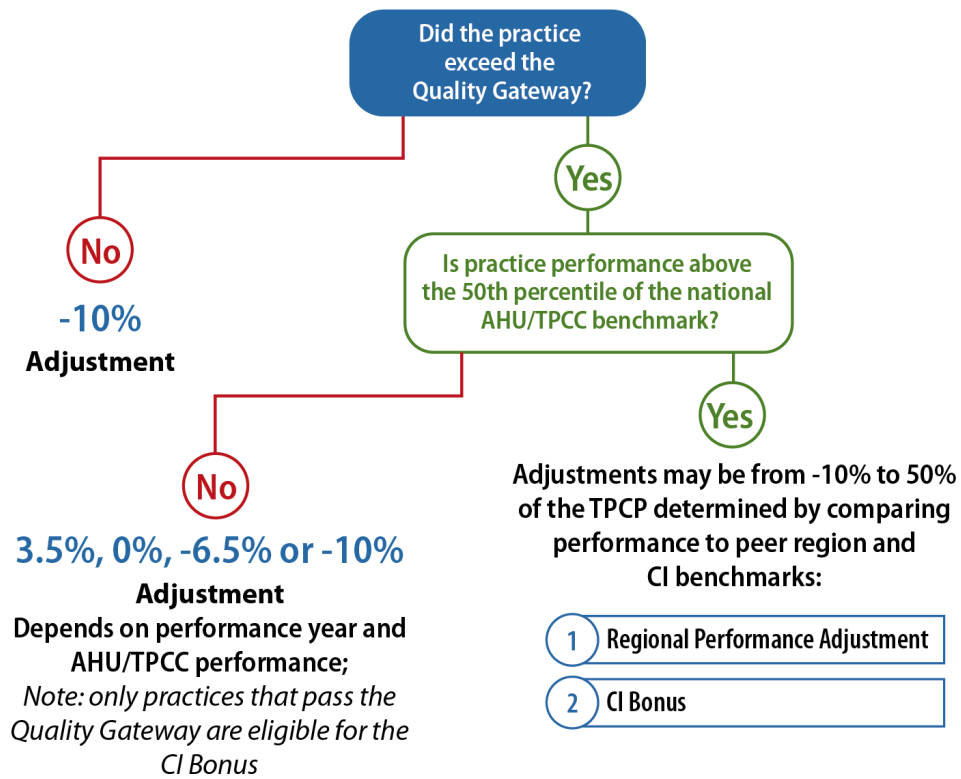 Did the practice
exceed the
Quality Gateway?
Yes
No
-10%
Adjustment
Is practice performance above
the 50th percentile of the national
AHU/TPCC benchmark?
No
3.5%, 0%, -6.5% or -10%
Adjustment
Depends on performance year and
AHU/TPCC performance;
Note: only practices that pass the
Quality Gateway are eligible for the
CI Bonus
Yes
Adjustments may be from -10% to 50%
of the TPCP determined by comparing
performance to peer region and
CI benchmarks:
1 Regional Performance Adjustment
2 CI Bonus